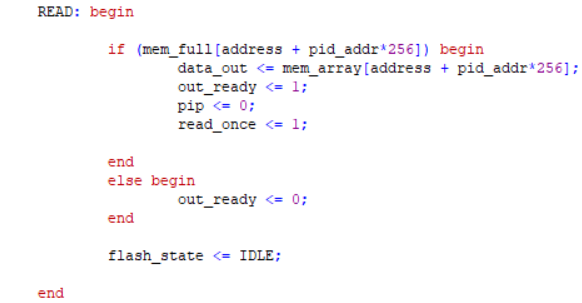 READ: begin
if (mem_full[address + pid_addr*256]) begin
data_out <= mem_array[address + pid_addr*256];
out_ready <= 1;
pip <= 0;
read_once <= 1;
end
else begin
out_ready <= 0;
end
flash_state <= IDLE;
end